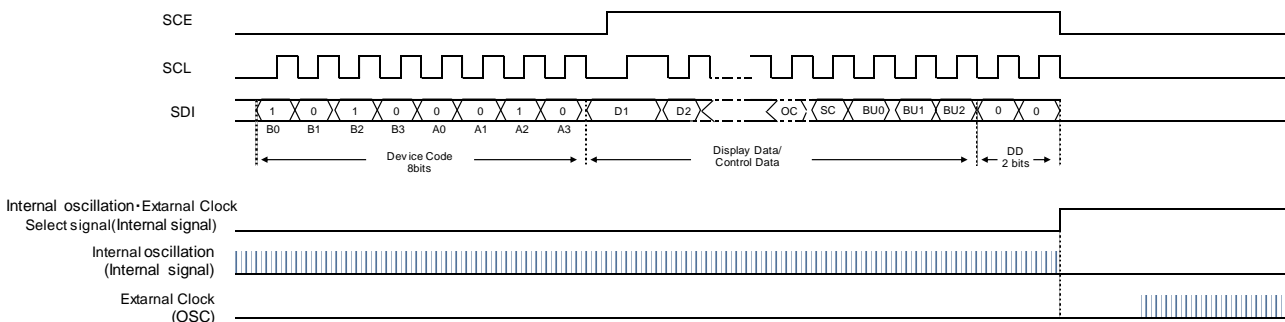 SCE
SCL
SDI
1 0 1 0 0 0 1 0 D1 D2 OC SC BU0 BU1 BU2 0 0
B0 B1 B2 B3 A0 A1 A2 A3
Device Code
8bits
Display Data/
Control Data
DD
2 bits
Internal oscillation・Extarnal Clock
Select signal(Internal signal)
Internal oscillation
(Internal signal)
Extarnal Clock
(OSC)